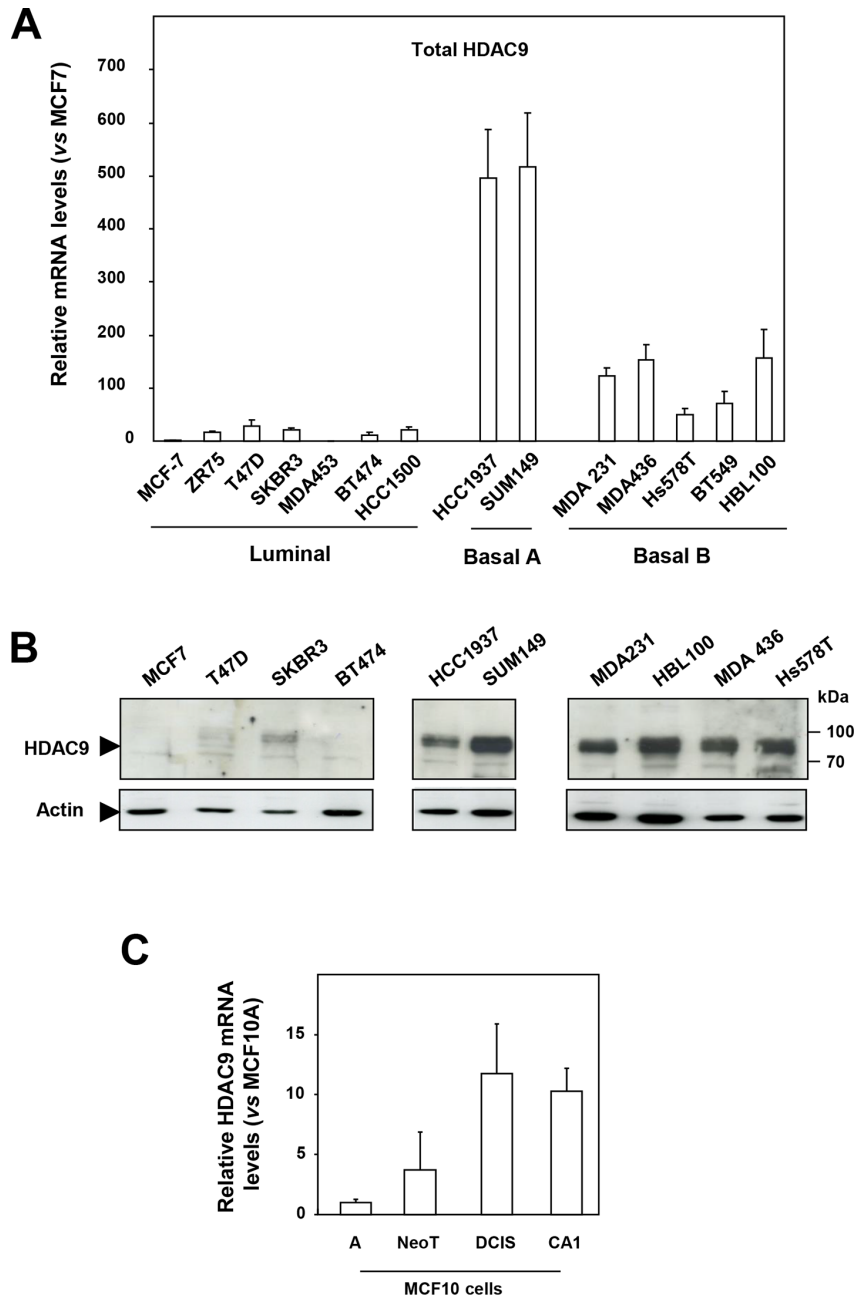 A
Total HDAC9
Relative mRNA levels (vs MCF7)
700
600
500
400
300
200
100
0
MCF-7 ZR75 T47D SKBR3 MDA453 BT474 HCC1500 HCC1937 SUM149 MDA 231 MDA436 Hs578T BT549 HBL100
Luminal Basal A Basal B
B
MCF7 T47D SKBR3 BT474 HCC1937 SUM149 MDA231 HBL100 MDA 436 Hs578T
kDa
HDAC9
100
70
Actin
C
Relative HDAC9 mRNA
levels (vs MCF10A)
15
10
5
0
A NeoT DCIS CA1
MCF10 cells